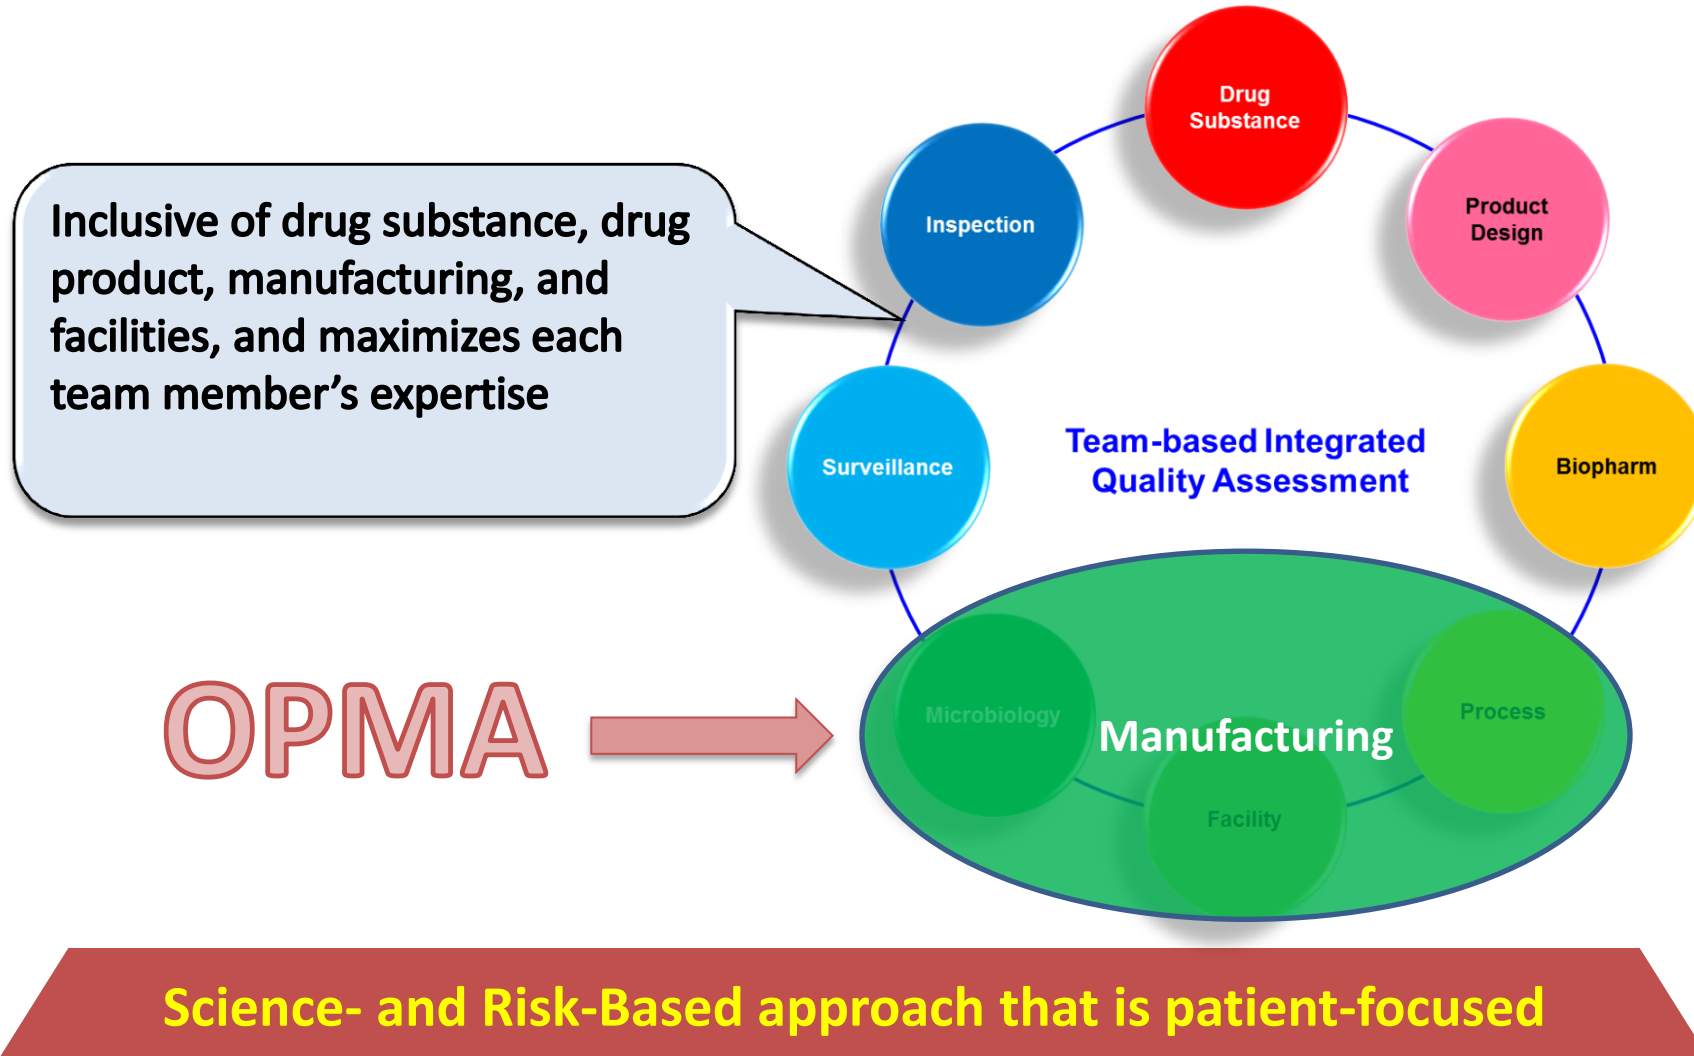 Inclusive of drug substance, drug
product, manufacturing, and
facilities, and maximizes each
team member’s expertise
Drug
Substance
Inspection
Product
Design
Surveillance
Team-based Integrated
Quality Assessment
Biopharm
OPMA
Microbiology
Manufacturing
Process
Facility
Science- and Risk-Based approach that is patient-focused